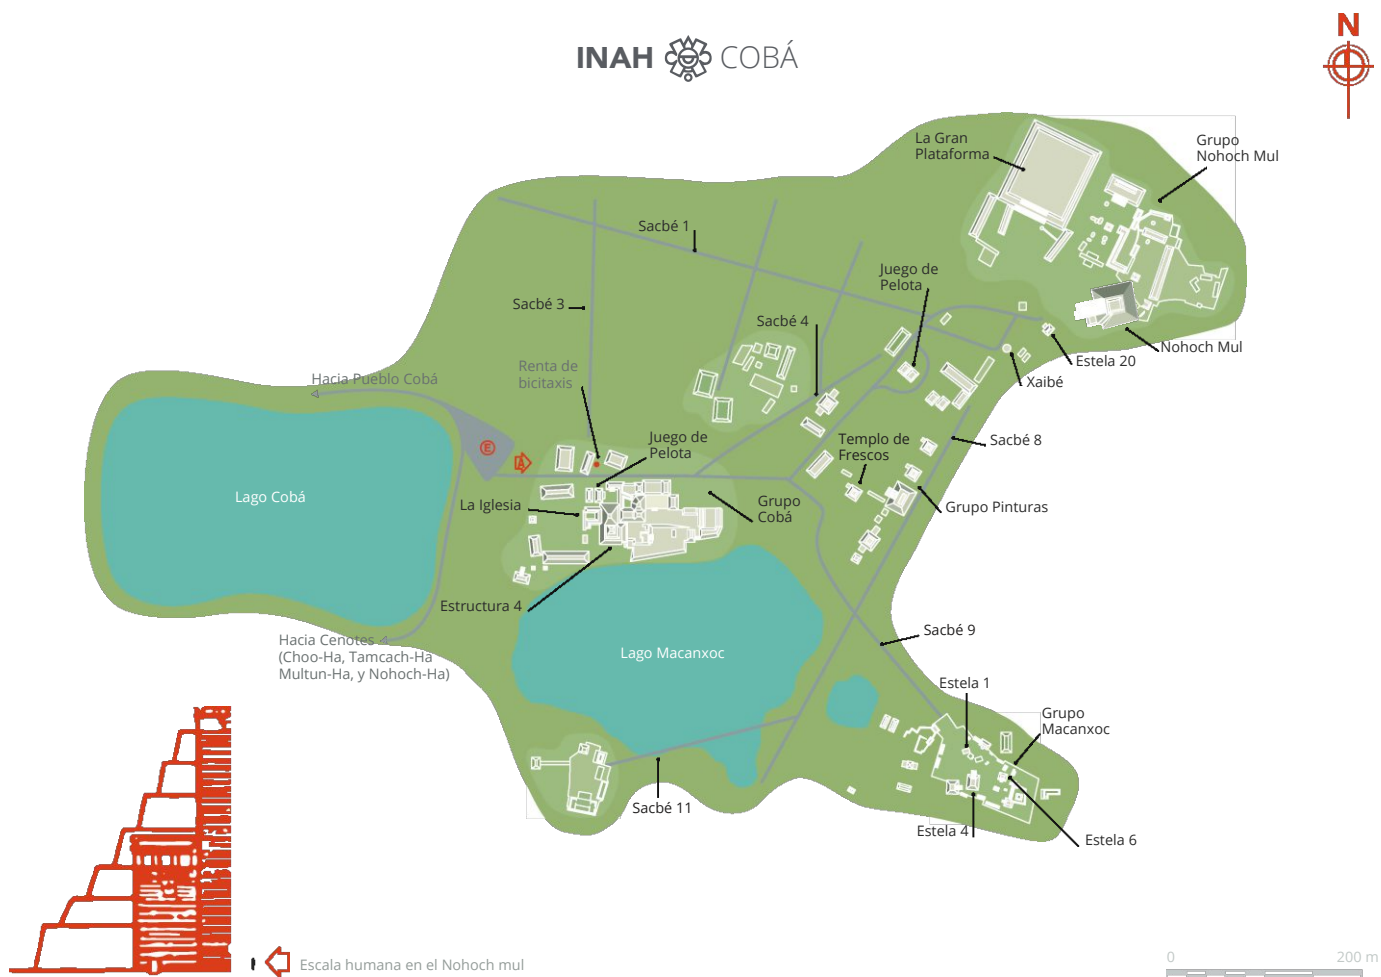 INAH COBÁ
N
La Gran
Plataforma
Grupo
Nohoch Mul
Sacbé 1
Juego de
Pelota
Sacbé 3
Sacbé 4
Nohoch Mul
Estela 20
Renta de
bicitaxis
Hacia Pueblo Cobá
Xaibé
Juego de
Pelota
Templo de
Frescos
Sacbé 8
E
A
Lago Cobá
La Iglesia
Grupo
Cobá
Grupo Pinturas
Estructura 4
Sacbé 9
Hacia Cenotes
(Choo-Ha, Tamcach-Ha
Multun-Ha, y Nohoch-Ha)
Lago Macanxoc
Estela 1
Grupo
Macanxoc
Sacbé 11
Estela 4
Estela 6
Escala humana en el Nohoch mul
0 200 m